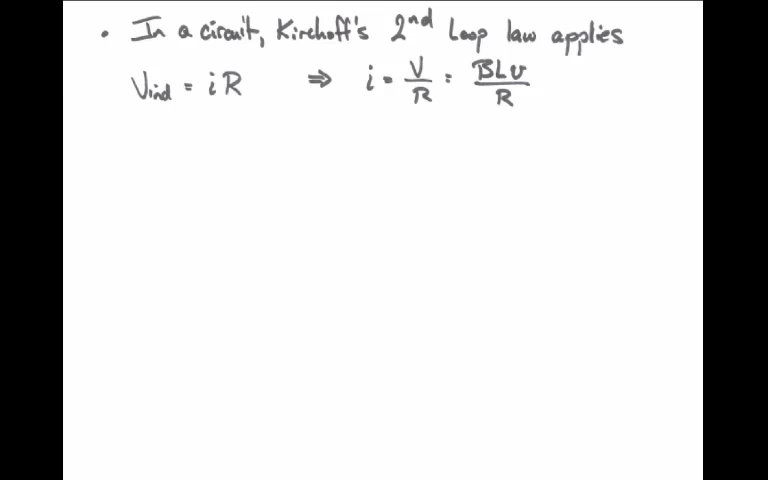 • In a circuit, Kirchoff's 2nd Loop law applies
Vind = iR ⇒ i = V/R = BLv/R